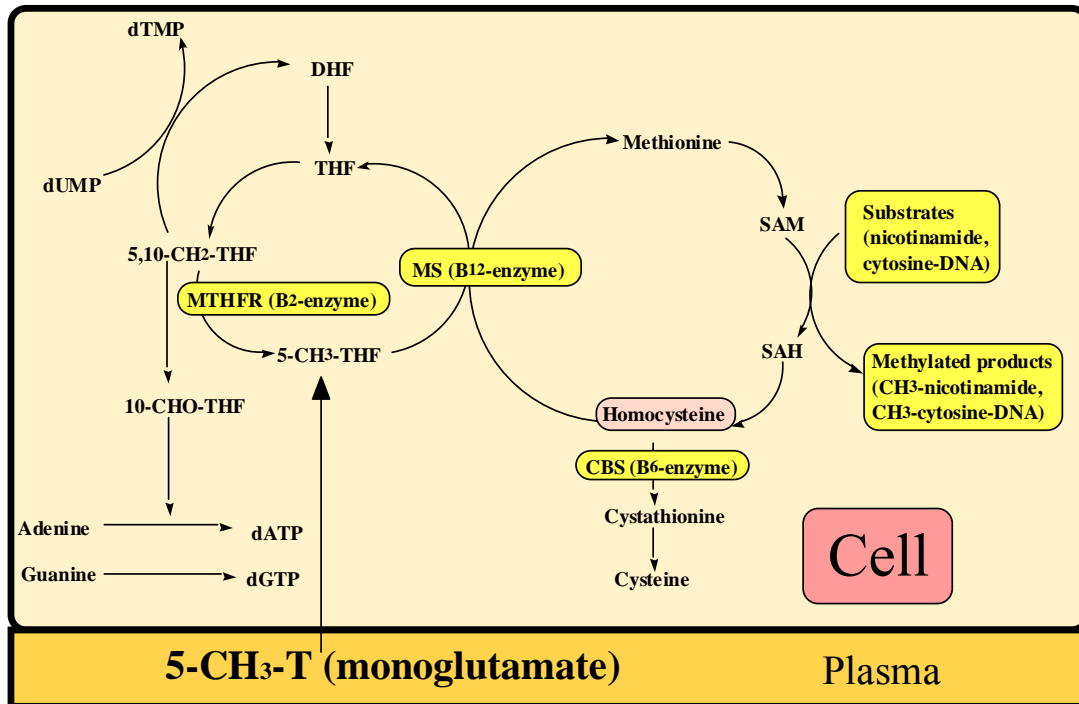 dTMP
DHF
Methionine
THF
dUMP
SAM
Substrates
(nicotinamide,
cytosine-DNA)
5,10-CH2-THF
MS (B12-enzyme)
MTHFR (B2-enzyme)
5-CH3-THF
SAH
Methylated products
(CH3-nicotinamide,
CH3-cytosine-DNA)
10-CHO-THF
Homocysteine
CBS (B6-enzyme)
Cystathionine
Adenine
dATP
Cell
Guanine
dGTP
Cysteine
5-CH3-T (monoglutamate)
Plasma